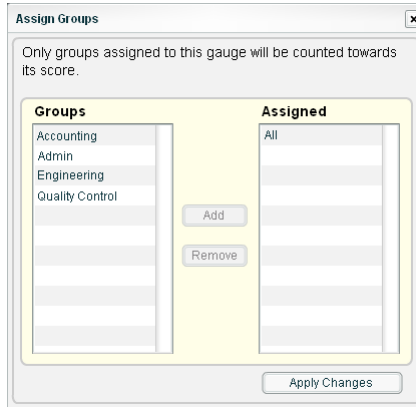 Assign Groups
Only groups assigned to this gauge will be counted towards
its score.
Groups
Assigned
Accounting
Admin
Engineering
Quality Control
All
Add
Remove
Apply Changes